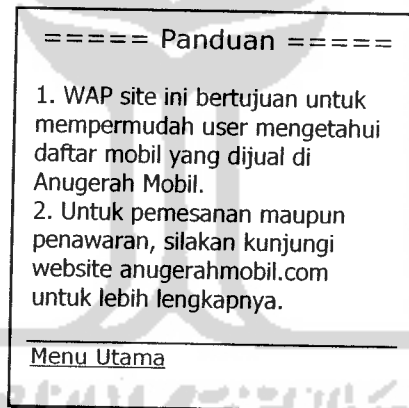 ===== Panduan =====
1. WAP site ini bertujuan untuk
mempermudah user mengetahui
daftar mobil yang dijual di
Anugerah Mobil.
2. Untuk pemesanan maupun
penawaran, silakan kunjungi
website anugerahmobil.com
untuk lebih lengkapnya.
Menu Utama